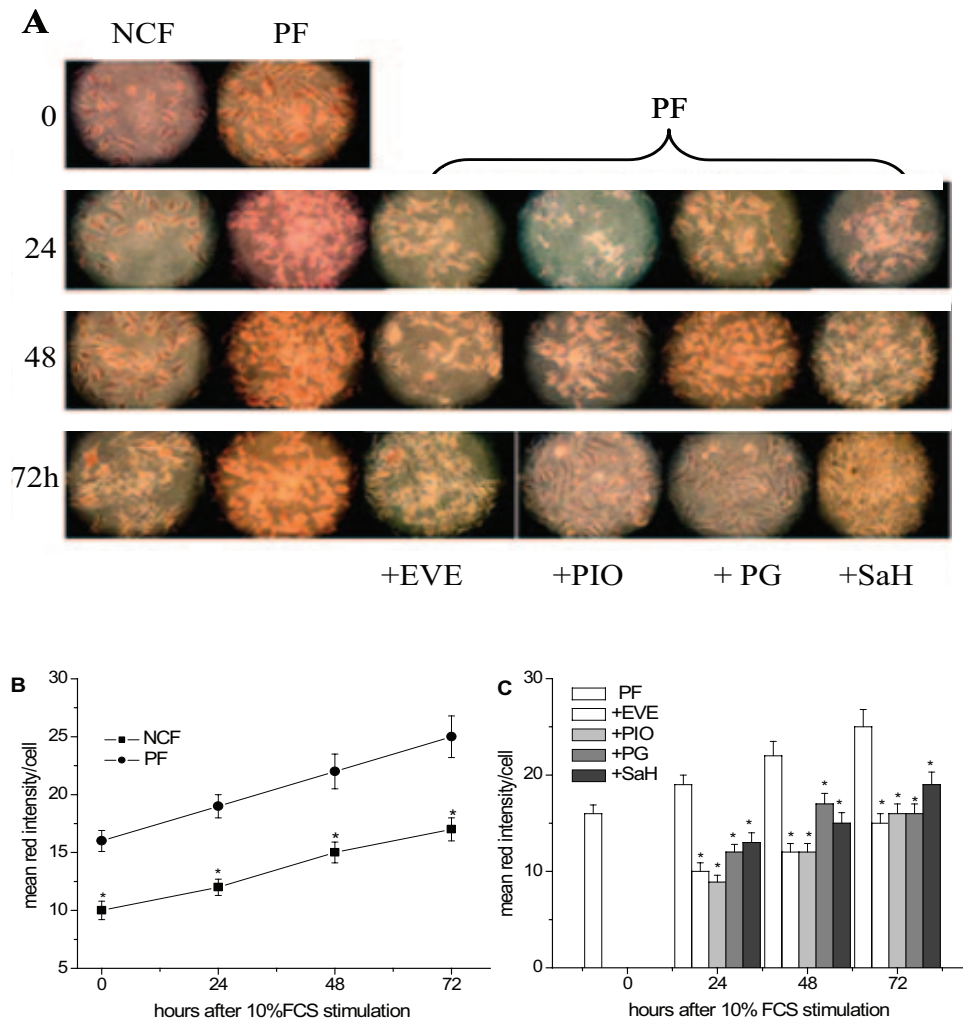 A
NCF PF
0
PF
24
48
72h
+EVE +PIO + PG +SaH
B
30
25
20
15
10
5
mean red intensity/cell
NCF
PF
*
*
*
*
0 24 48 72
hours after 10%FCS stimulation
C
30
20
10
0
mean red intensity/cell
PF
+EVE
+PIO
+PG
+SaH
* * * *
* * * *
* * * *
0 24 48 72
hours after 10% FCS stimulation